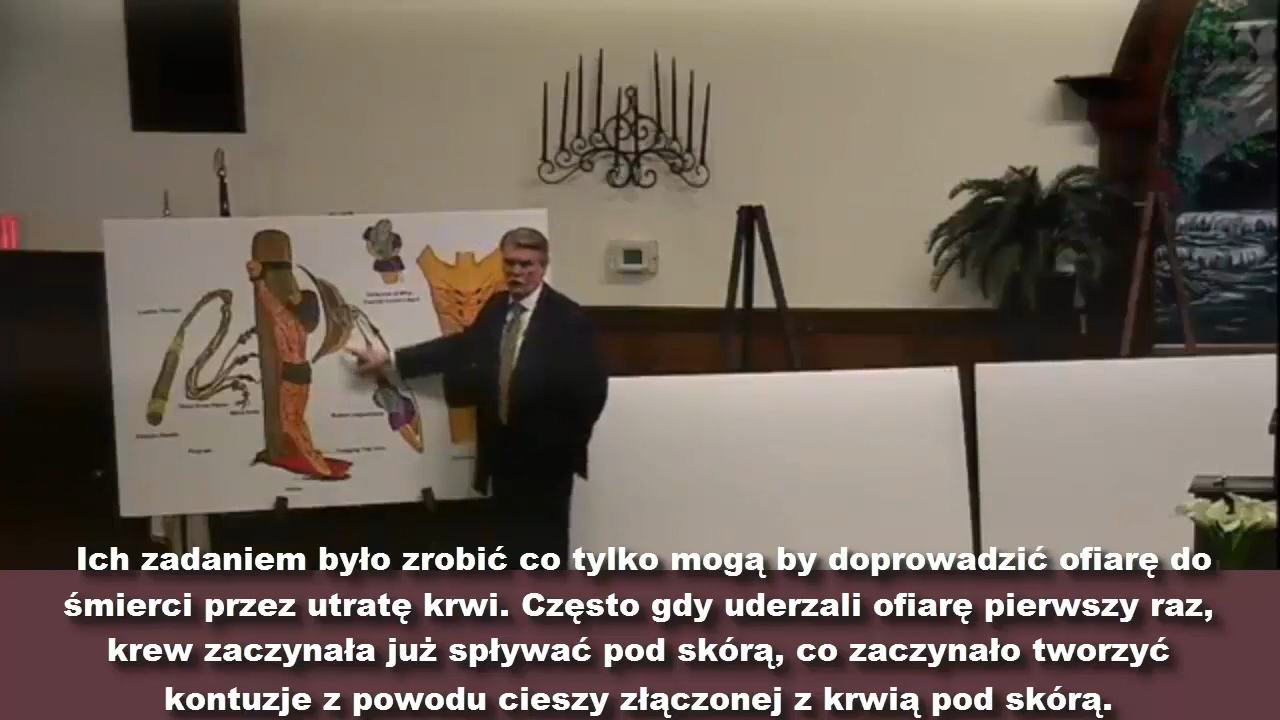 Ich zadaniem było zrobić co tylko mogą by doprowadzić ofiarę do
śmierci przez utratę krwi. Często gdy uderzali ofiarę pierwszy raz,
krew zaczynała już spływać pod skórą, co zaczynało tworzyć
kontuzje z powodu cieszy złączonej z krwią pod skórą.